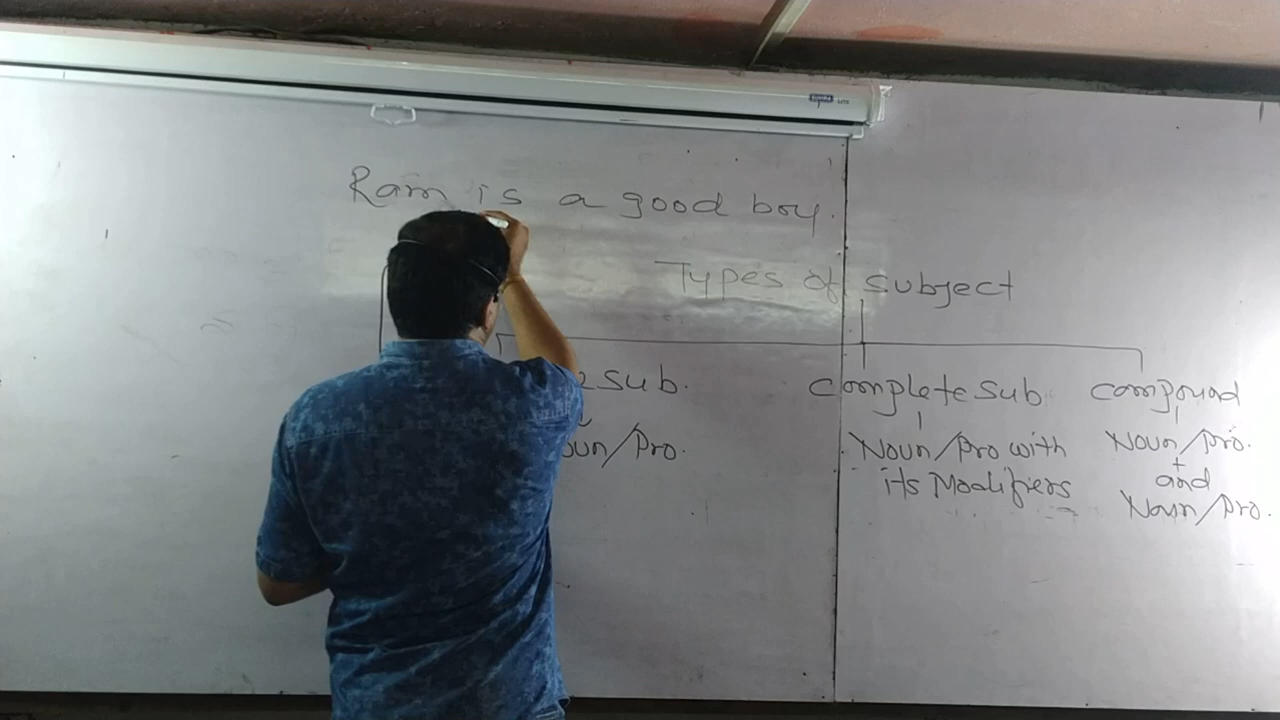 Ram is a good boy.
Types of subject
sub.
complete sub
compound
/Pro.
Noun/Pro with
its Modifiers
Noun/Pro.
+
and
Noun/Pro.